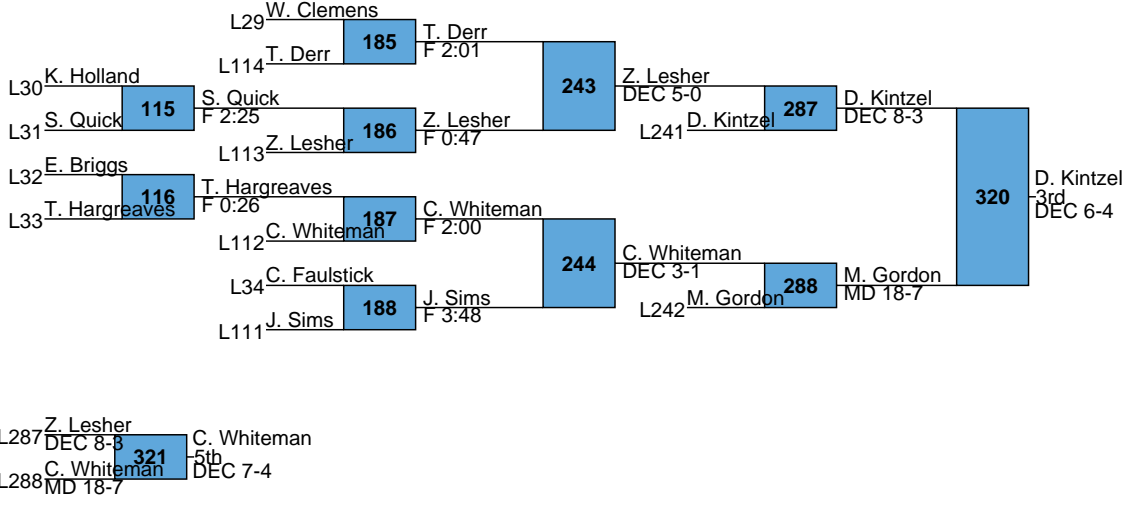 W. Clemens
L29
185
T. Derr
F 2:01
T. Derr
L114
K. Holland
L30
115
S. Quick
F 2:25
S. Quick
L31
243
Z. Lesher
DEC 5-0
186
Z. Lesher
F 0:47
Z. Lesher
L113
287
D. Kintzel
DEC 8-3
D. Kintzel
L241
E. Briggs
L32
116
T. Hargreaves
F 0:26
T. Hargreaves
L33
187
C. Whiteman
F 2:00
C. Whiteman
L112
320
D. Kintzel
3rd
DEC 6-4
244
C. Whiteman
DEC 3-1
C. Faulstick
L34
188
J. Sims
F 3:48
J. Sims
L111
288
M. Gordon
MD 18-7
M. Gordon
L242
Z. Lesher
L287
DEC 8-3
321
C. Whiteman
5th
DEC 7-4
C. Whiteman
L288
MD 18-7